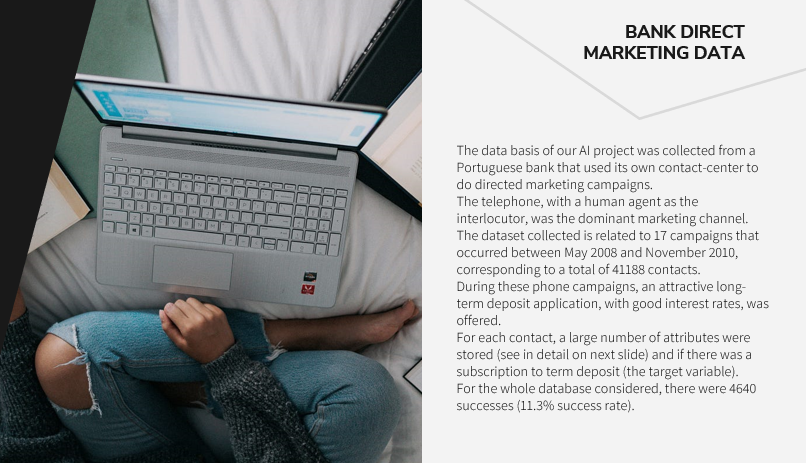 BANK DIRECT
MARKETING DATA
The data basis of our AI project was collected from a
Portuguese bank that used its own contact-center to
do directed marketing campaigns.
The telephone, with a human agent as the
interlocutor, was the dominant marketing channel.
The dataset collected is related to 17 campaigns that
occurred between May 2008 and November 2010,
corresponding to a total of 41188 contacts.
During these phone campaigns, an attractive long-
term deposit application, with good interest rates, was
offered.
For each contact, a large number of attributes were
stored (see in detail on next slide) and if there was a
subscription to term deposit (the target variable).
For the whole database considered, there were 4640
successes (11.3% success rate).